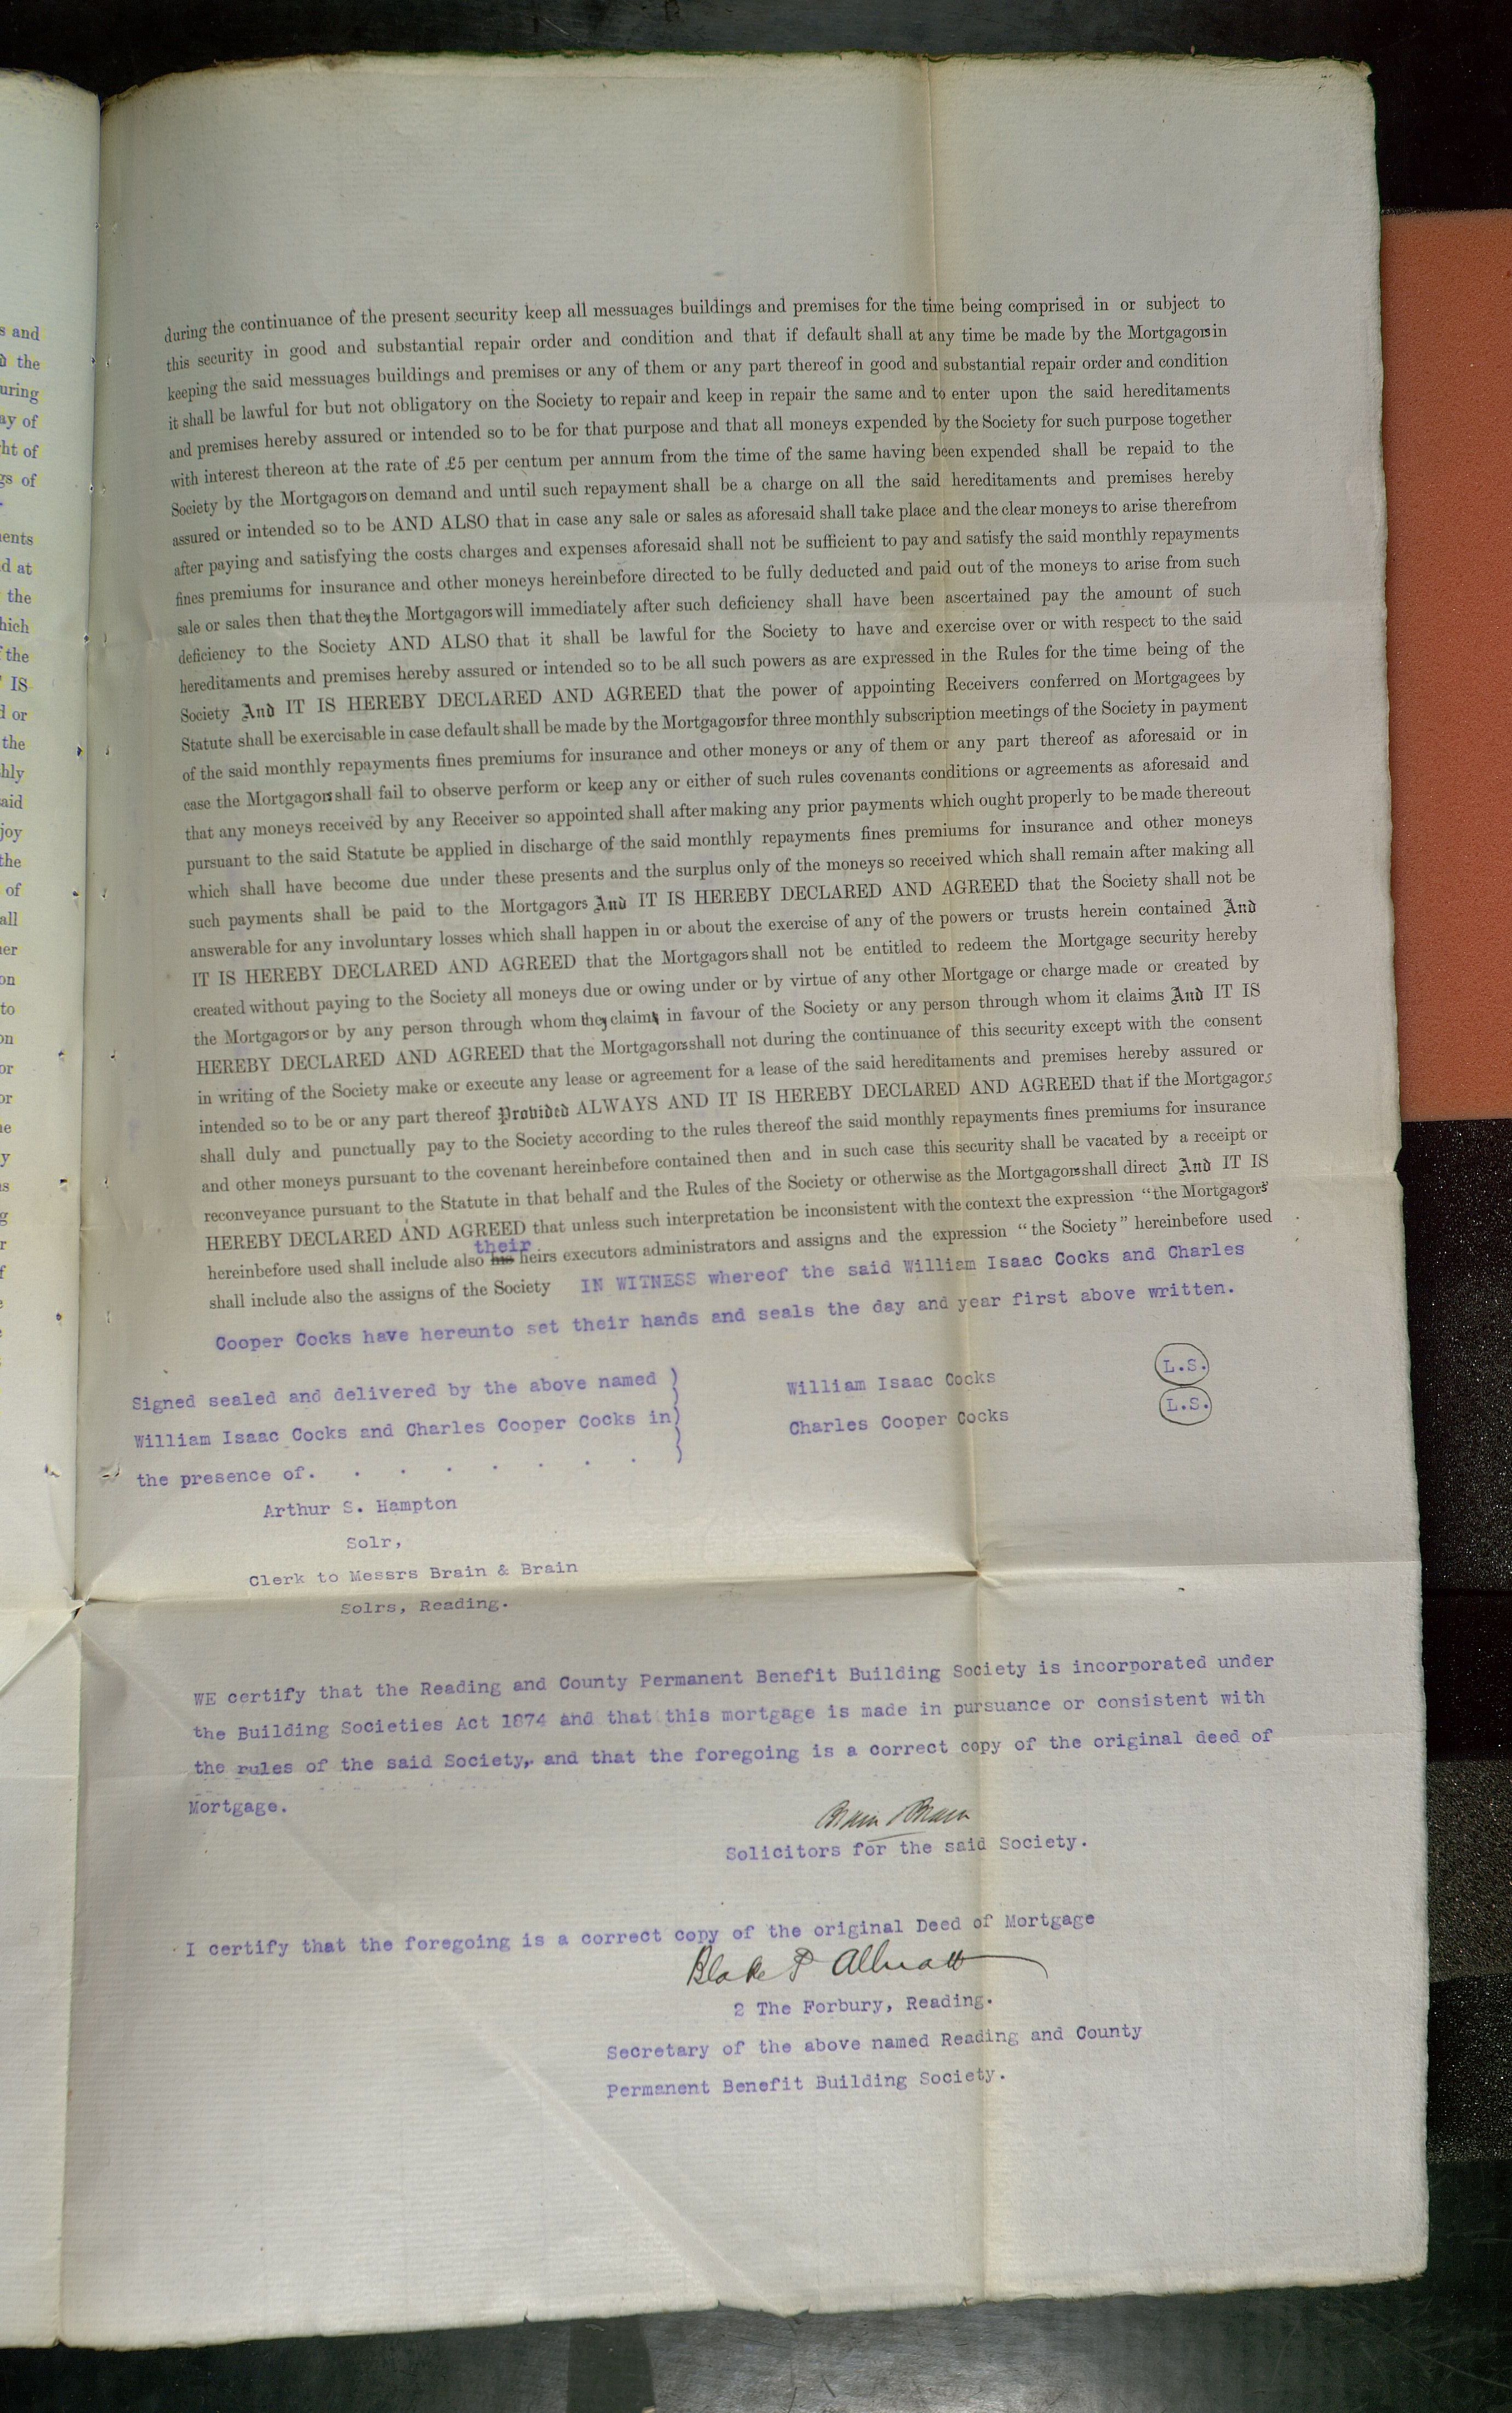 during the continuance of the present security keep all messuages buildings and premises for the time being comprised in or subject to
this security in good and substantial repair order and condition and that if default shall at any time be made by the Mortgagors in
keeping the said messuages buildings and premises or any of them or any part thereof in good and substantial repair order and condition
it shall be lawful for but not obligatory on the Society to repair and keep in repair the same and to enter upon the said hereditaments
and premises hereby assured or intended so to be for that purpose and that all moneys expended by the Society for such purpose together
with interest thereon at the rate of £5 per centum per annum from the time of the same having been expended shall be repaid to the
Society by the Mortgagors on demand and until such repayment shall be a charge on all the said hereditaments and premises hereby
assured or intended so to be AND ALSO that in case any sale or sales as aforesaid shall take place and the clear moneys to arise therefrom
after paying and satisfying the costs charges and expenses aforesaid shall not be sufficient to pay and satisfy the said monthly repayments
fines premiums for insurance and other moneys hereinbefore directed to be fully deducted and paid out of the moneys to arise from such
sale or sales then that they the Mortgagors will immediately after such deficiency shall have been ascertained pay the amount of such
deficiency to the Society AND ALSO that it shall be lawful for the Society to have and exercise over or with respect to the said
hereditaments and premises hereby assured or intended so to be all such powers as are expressed in the Rules for the time being of the
Society And IT IS HEREBY DECLARED AND AGREED that the power of appointing Receivers conferred on Mortgagees by
Statute shall be exercisable in case default shall be made by the Mortgagors for three monthly subscription meetings of the Society in payment
of the said monthly repayments fines premiums for insurance and other moneys or any of them or any part thereof as aforesaid or in
case the Mortgagors shall fail to observe perform or keep any or either of such rules covenants conditions or agreements as aforesaid and
that any moneys received by any Receiver so appointed shall after making any prior payments which ought properly to be made thereout
pursuant to the said Statute be applied in discharge of the said monthly repayments fines premiums for insurance and other moneys
which shall have become due under these presents and the surplus only of the moneys so received which shall remain after making all
such payments shall be paid to the Mortgagors And IT IS HEREBY DECLARED AND AGREED that the Society shall not be
answerable for any involuntary losses which shall happen in or about the exercise of any of the powers or trusts herein contained And
IT IS HEREBY DECLARED AND AGREED that the Mortgagors shall not be entitled to redeem the Mortgage security hereby
created without paying to the Society all moneys due or owing under or by virtue of any other Mortgage or charge made or created by
the Mortgagors or by any person through whom they claim in favour of the Society or any person through whom it claims And IT IS
HEREBY DECLARED AND AGREED that the Mortgagors shall not during the continuance of this security except with the consent
in writing of the Society make or execute any lease or agreement for a lease of the said hereditaments and premises hereby assured or
intended so to be or any part thereof Provided ALWAYS AND IT IS HEREBY DECLARED AND AGREED that if the Mortgagors
shall duly and punctually pay to the Society according to the rules thereof the said monthly repayments fines premiums for insurance
and other moneys pursuant to the covenant hereinbefore contained then and in such case this security shall be vacated by a receipt or
reconveyance pursuant to the Statute in that behalf and the Rules of the Society or otherwise as the Mortgagors shall direct And IT IS
HEREBY DECLARED AND AGREED that unless such interpretation be inconsistent with the context the expression "the Mortgagors"
hereinbefore used shall include also his their heirs executors administrators and assigns and the expression "the Society" hereinbefore used
shall include also the assigns of the Society IN WITNESS whereof the said William Isaac Cocks and Charles
Cooper Cocks have hereunto set their hands and seals the day and year first above written.
Signed sealed and delivered by the above named )
William Isaac Cocks and Charles Cooper Cocks in)
the presence of. . . . . . . . )
William Isaac Cocks L.S.
Charles Cooper Cocks L.S.
Arthur S. Hampton
Solr,
Clerk to Messrs Brain & Brain
Solrs, Reading.
WE certify that the Reading and County Permanent Benefit Building Society is incorporated under
the Building Societies Act 1874 and that this mortgage is made in pursuance or consistent with
the rules of the said Society, and that the foregoing is a correct copy of the original deed of
Mortgage.
Brain & Brain
Solicitors for the said Society.
I certify that the foregoing is a correct copy of the original Deed of Mortgage
Blake P Allnatt
2 The Forbury, Reading.
Secretary of the above named Reading and County
Permanent Benefit Building Society.